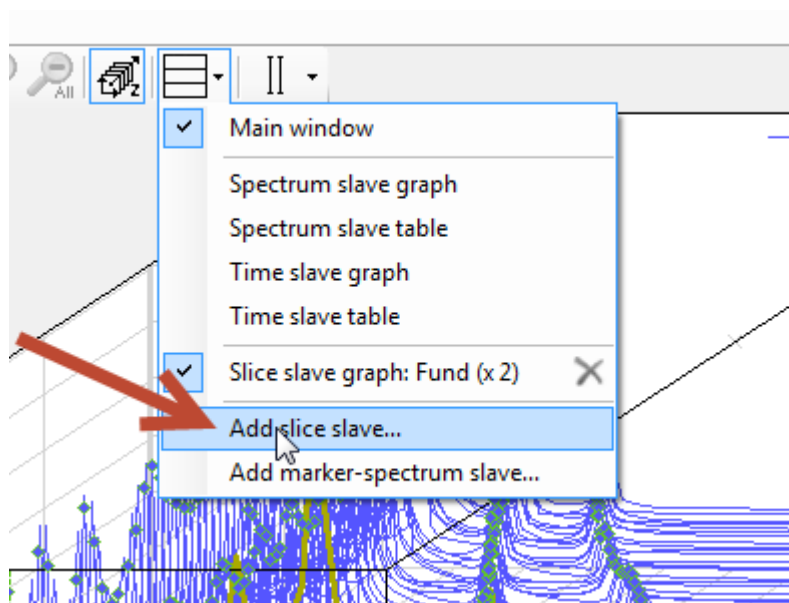 All
z
Main window
Spectrum slave graph
Spectrum slave table
Time slave graph
Time slave table
Slice slave graph: Fund (x 2)
Add slice slave...
Add marker-spectrum slave...